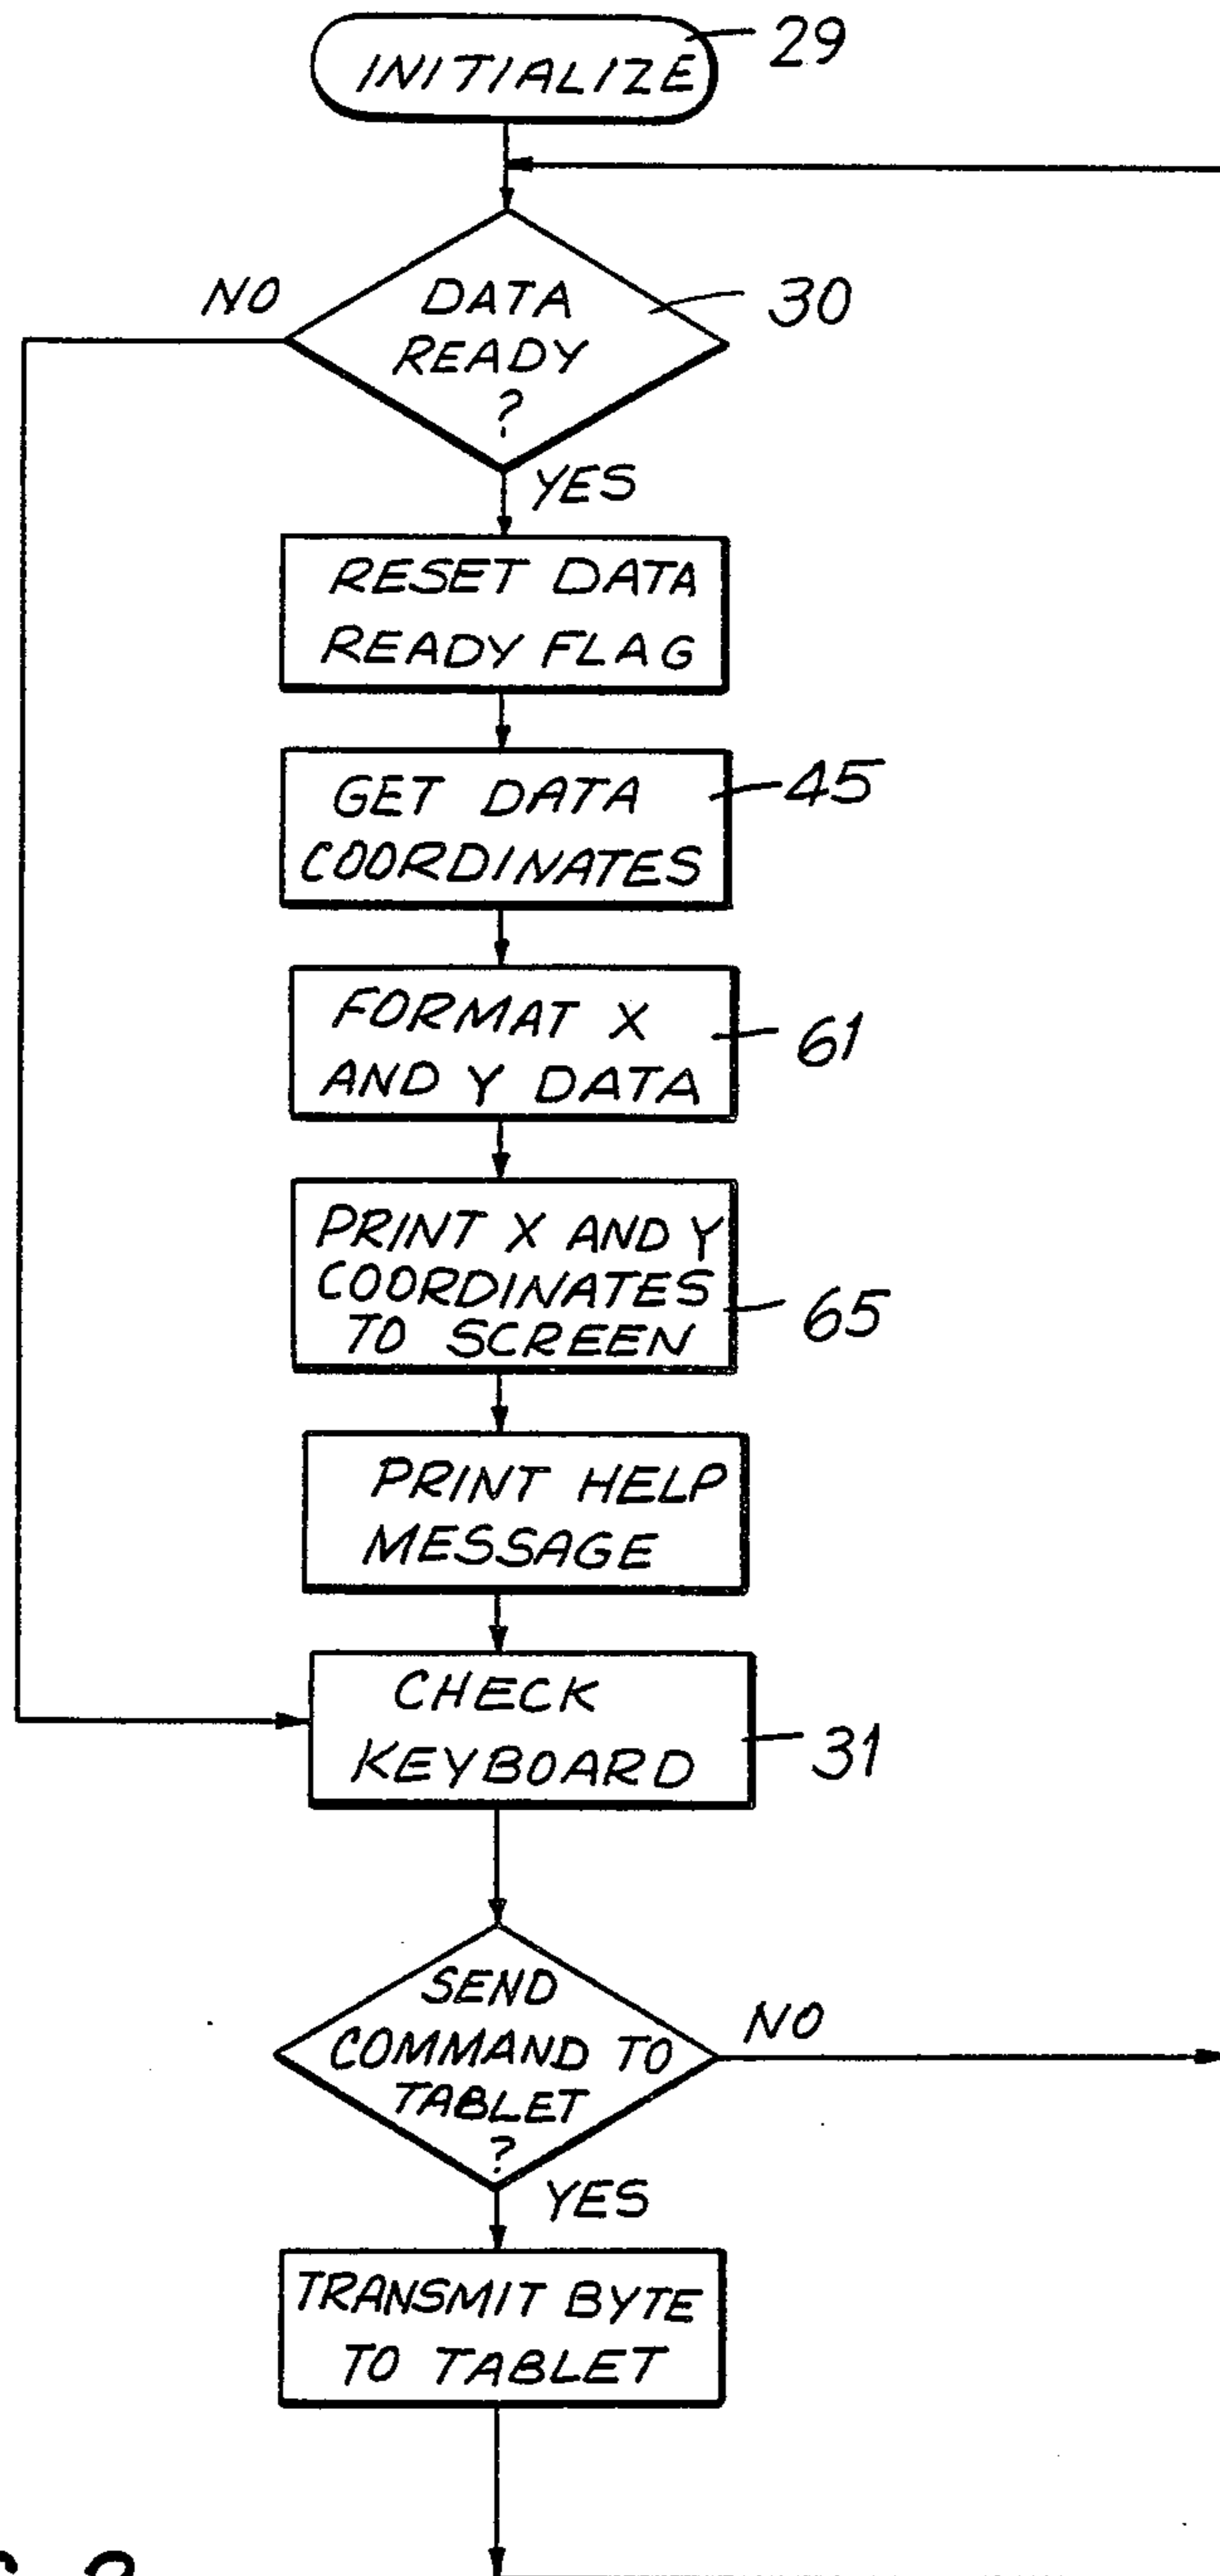 INITIALIZE
29
NO
DATA
READY
?
30
YES
RESET DATA
READY FLAG
GET DATA
COORDINATES
45
FORMAT X
AND Y DATA
61
PRINT X AND Y
COORDINATES
TO SCREEN
65
PRINT HELP
MESSAGE
CHECK
KEYBOARD
31
SEND
COMMAND TO
TABLET
?
NO
YES
TRANSMIT BYTE
TO TABLET